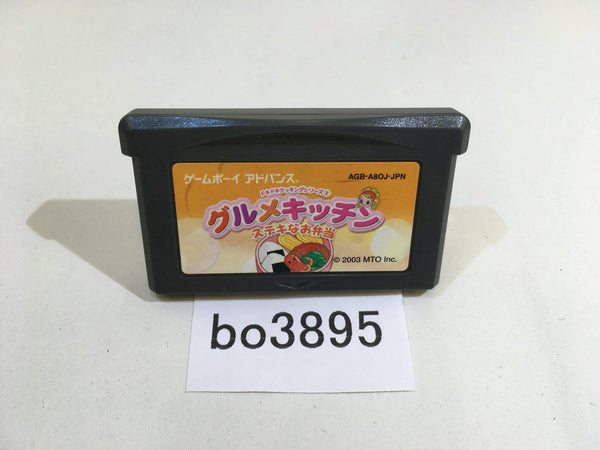 ゲームボーイ アドバンス®
AGB-A8OJ-JPN
ドキドキクッキングシリーズ2
グルメキッチン
ステキなお弁当
© 2003 MTO Inc.
bo3895